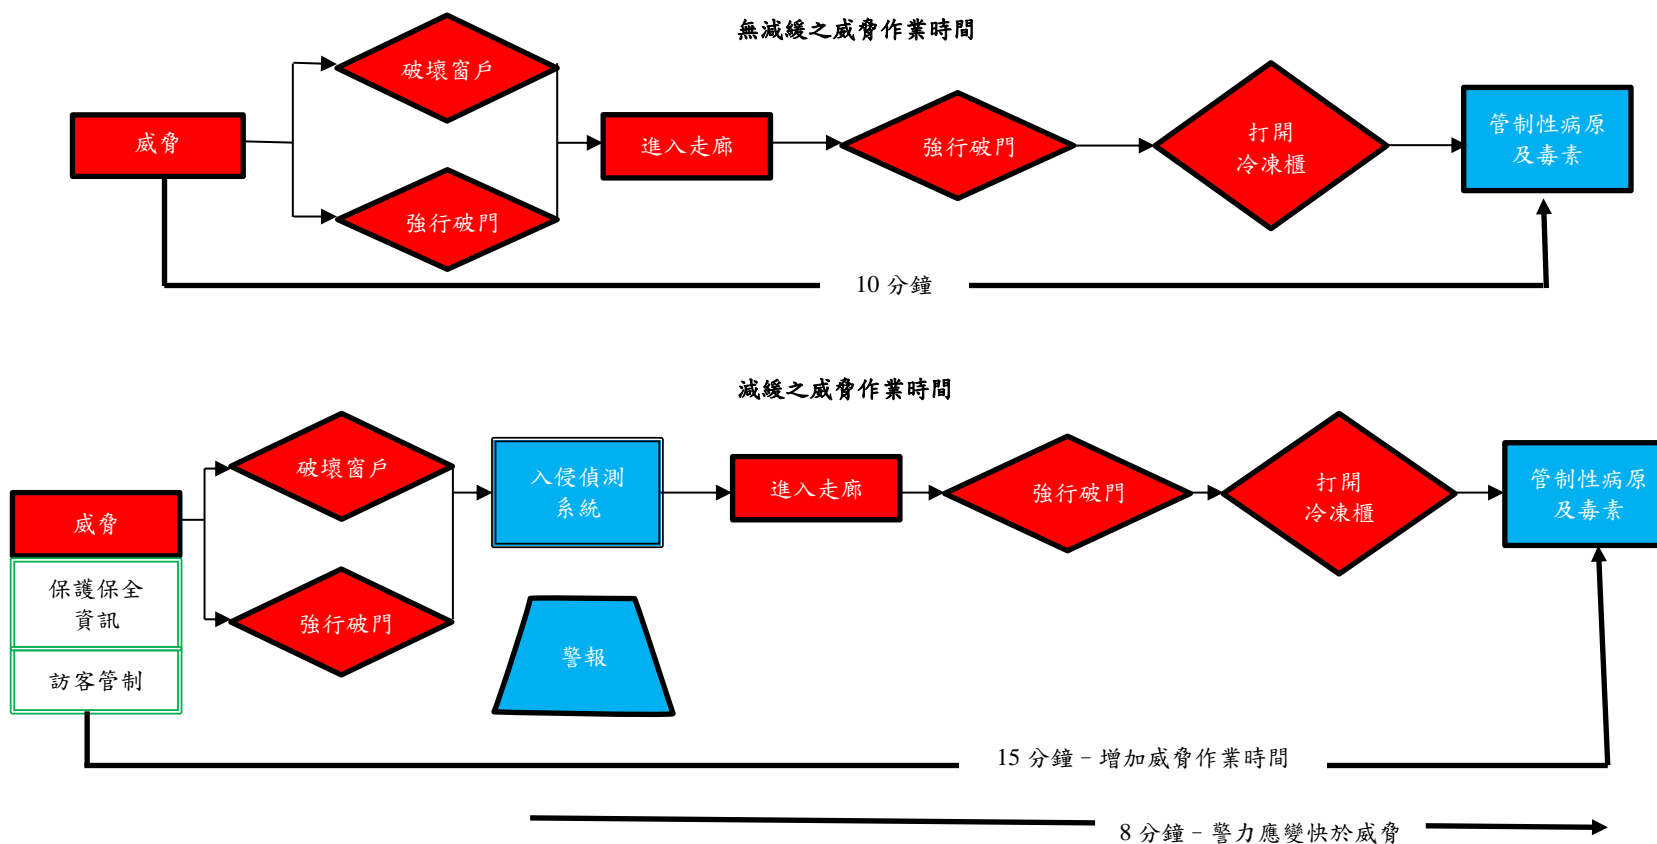 無減緩之威脅作業時間
破壞窗戶
威脅
強行破門
進入走廊
強行破門
打開
冷凍櫃
管制性病原
及毒素
10 分鐘
減緩之威脅作業時間
破壞窗戶
威脅
保護保全
資訊
訪客管制
強行破門
入侵偵測
系統
警報
進入走廊
強行破門
打開
冷凍櫃
管制性病原
及毒素
15 分鐘－增加威脅作業時間
8 分鐘－警力應變快於威脅